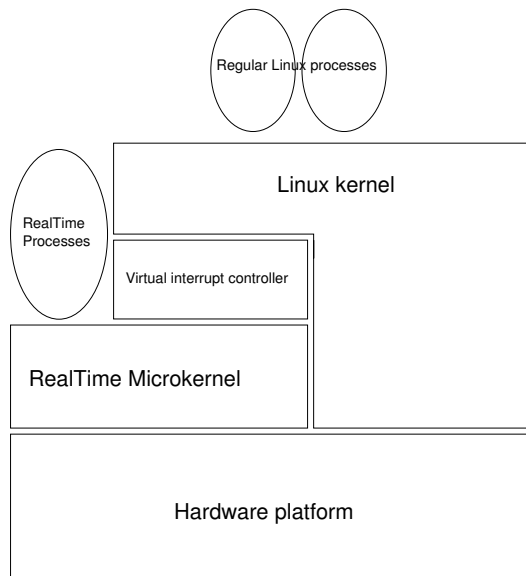 Regular Linux processes
Linux kernel
RealTime
Processes
Virtual interrupt controller
RealTime Microkernel
Hardware platform